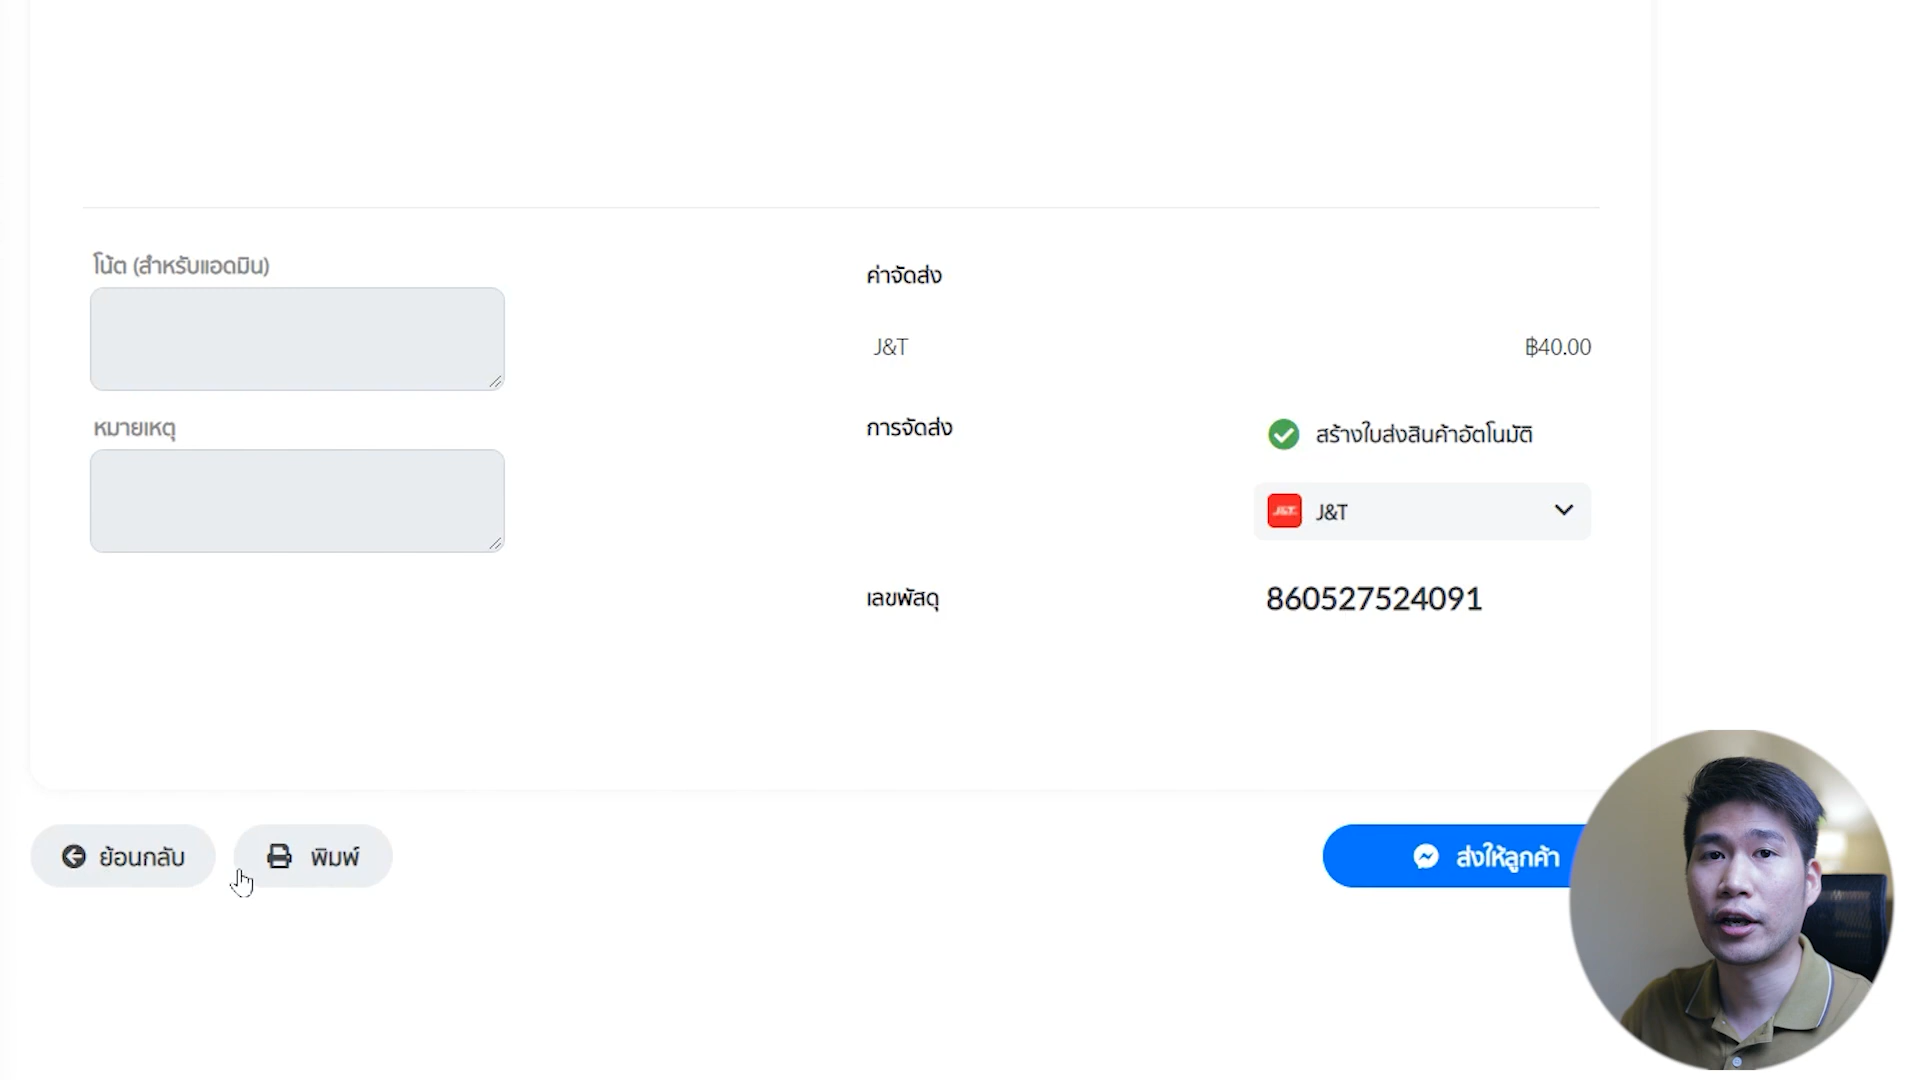 โน้ต (สำหรับแอดมิน)
หมายเหตุ
ค่าจัดส่ง
J&T
฿40.00
การจัดส่ง
สร้างใบส่งสินค้าอัตโนมัติ
J&T
J&T
เลขพัสดุ
860527524091
ย้อนกลับ
พิมพ์
ส่งให้ลูกค้า